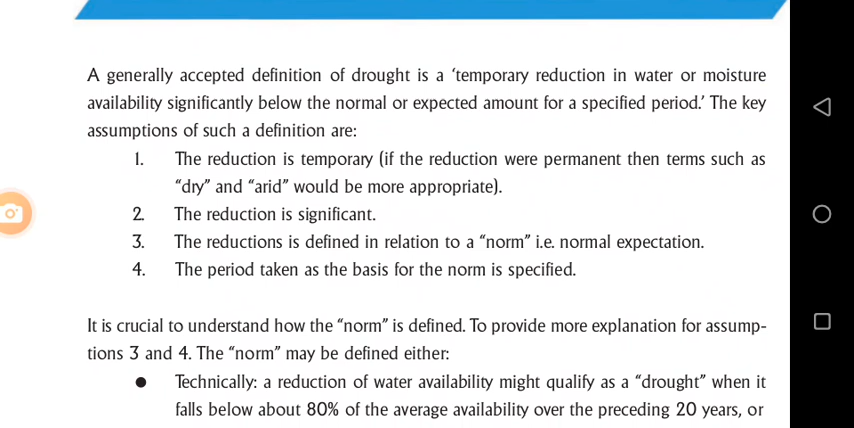 A generally accepted definition of drought is a ‘temporary reduction in water or moisture
availability significantly below the normal or expected amount for a specified period.’ The key
assumptions of such a definition are:
1. The reduction is temporary (if the reduction were permanent then terms such as
“dry” and “arid” would be more appropriate).
2. The reduction is significant.
3. The reductions is defined in relation to a “norm” i.e. normal expectation.
4. The period taken as the basis for the norm is specified.
It is crucial to understand how the “norm” is defined. To provide more explanation for assump-
tions 3 and 4. The “norm” may be defined either:
● Technically: a reduction of water availability might qualify as a “drought” when it
falls below about 80% of the average availability over the preceding 20 years, or